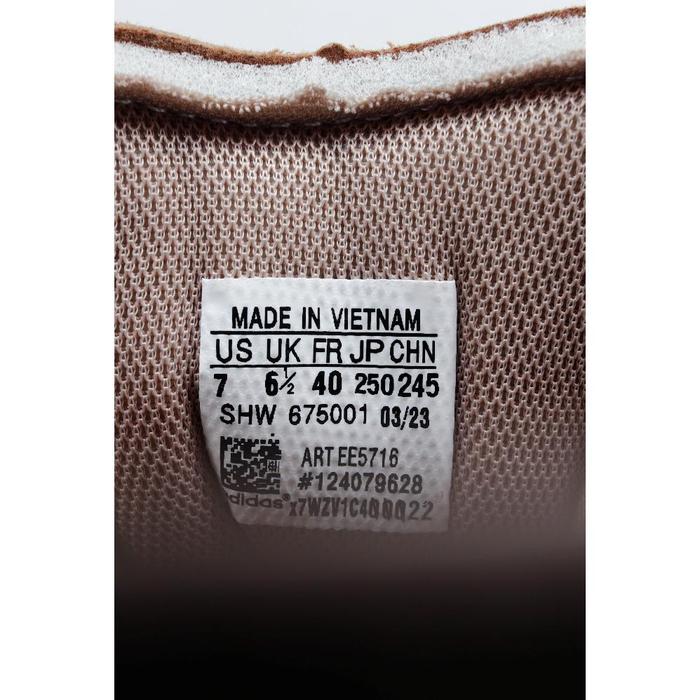 MADE IN VIETNAM
US UK FR JP CHN
7 6½ 40 250 245
SHW 675001 03/23
ART EE5716
#124079628
adidas® x7WZV1C400022